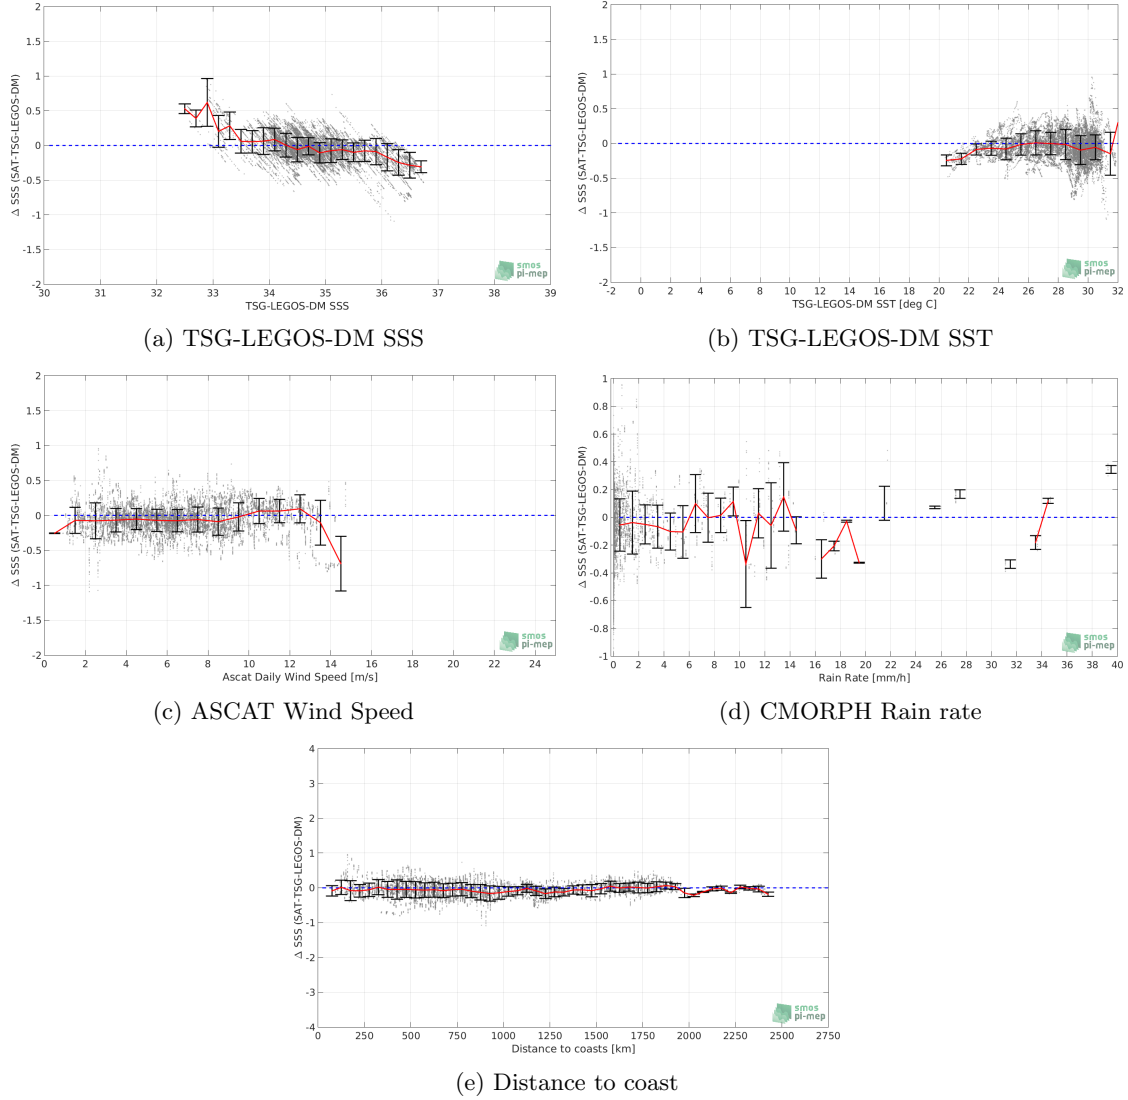 2
1.5
1
0.5
0
-0.5
-1
-1.5
-2
Δ SSS (SAT-TSG-LEGOS-DM)
30 31 32 33 34 35 36 37 38 39
TSG-LEGOS-DM SSS
smos
pi-mep
(a) TSG-LEGOS-DM SSS
2
1.5
1
0.5
0
-0.5
-1
-1.5
-2
Δ SSS (SAT-TSG-LEGOS-DM)
-2 0 2 4 6 8 10 12 14 16 18 20 22 24 26 28 30 32
TSG-LEGOS-DM SST [deg C]
smos
pi-mep
(b) TSG-LEGOS-DM SST
2
1.5
1
0.5
0
-0.5
-1
-1.5
-2
Δ SSS (SAT-TSG-LEGOS-DM)
0 2 4 6 8 10 12 14 16 18 20 22 24
Ascat Daily Wind Speed [m/s]
smos
pi-mep
(c) ASCAT Wind Speed
1
0.8
0.6
0.4
0.2
0
-0.2
-0.4
-0.6
-0.8
-1
Δ SSS (SAT-TSG-LEGOS-DM)
0 2 4 6 8 10 12 14 16 18 20 22 24 26 28 30 32 34 36 38 40
Rain Rate [mm/h]
smos
pi-mep
(d) CMORPH Rain rate
4
3
2
1
0
-1
-2
-3
-4
Δ SSS (SAT-TSG-LEGOS-DM)
0 250 500 750 1000 1250 1500 1750 2000 2250 2500 2750
Distance to coasts [km]
smos
pi-mep
(e) Distance to coast